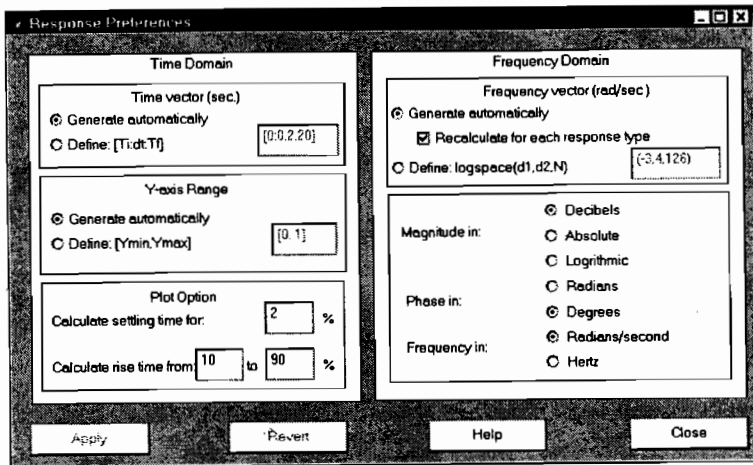 Response Preferences
Time Domain
Time vector (sec.)
Generate automatically
Define: [Ti:dt:Tf]
[0:0.2:20]
Y-axis Range
Generate automatically
Define: [Ymin,Ymax]
[0, 1]
Plot Option
Calculate settling time for: 2 %
Calculate rise time from: 10 to 90 %
Frequency Domain
Frequency vector (rad/sec)
Generate automatically
Recalculate for each response type
Define: logspace(d1,d2,N)
(-3,4,126)
Magnitude in:
Decibels
Absolute
Logrithmic
Phase in:
Radians
Degrees
Frequency in:
Radians/second
Hertz
Apply
Revert
Help
Close